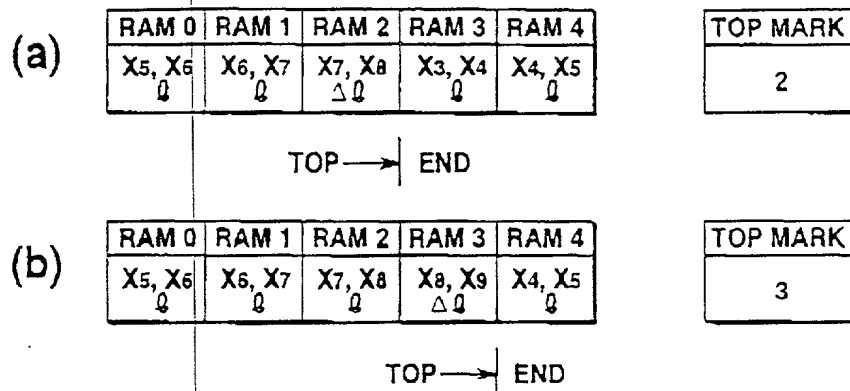 (a)
RAM 0 RAM 1 RAM 2 RAM 3 RAM 4 TOP MARK
X5, X6 X6, X7 X7, X8 X3, X4 X4, X5 2
TOP → END
(b)
RAM 0 RAM 1 RAM 2 RAM 3 RAM 4 TOP MARK
X5, X6 X6, X7 X7, X8 X8, X9 X4, X5 3
TOP → END